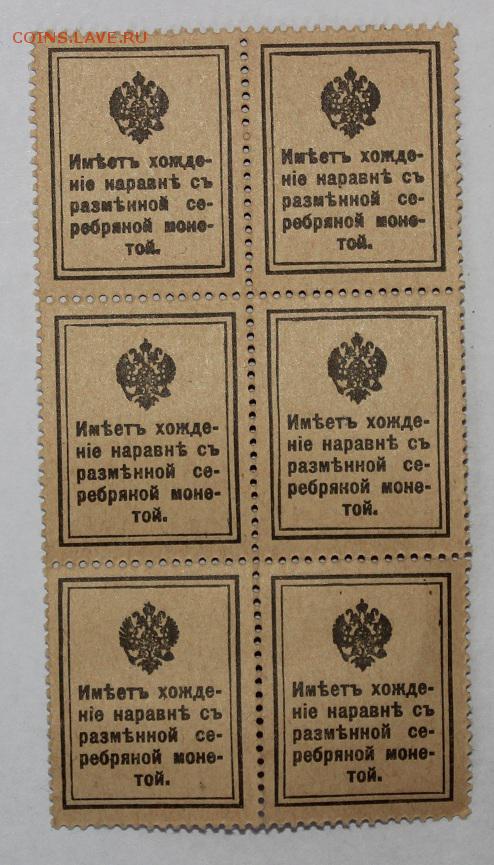 COINS.LAVE.RU
Имѣетъ хожде-
ніе наравнѣ съ
размѣнной се-
ребряной моне-
той.
Имѣетъ хожде-
ніе наравнѣ съ
размѣнной се-
ребряной моне-
той.
Имѣетъ хожде-
ніе наравнѣ съ
размѣнной се-
ребряной моне-
той.
Имѣетъ хожде-
ніе наравнѣ съ
размѣнной се-
ребряной моне-
той.
Имѣетъ хожде-
ніе наравнѣ съ
размѣнной се-
ребряной моне-
той.
Имѣетъ хожде-
ніе наравнѣ съ
размѣнной се-
ребряной моне-
той.